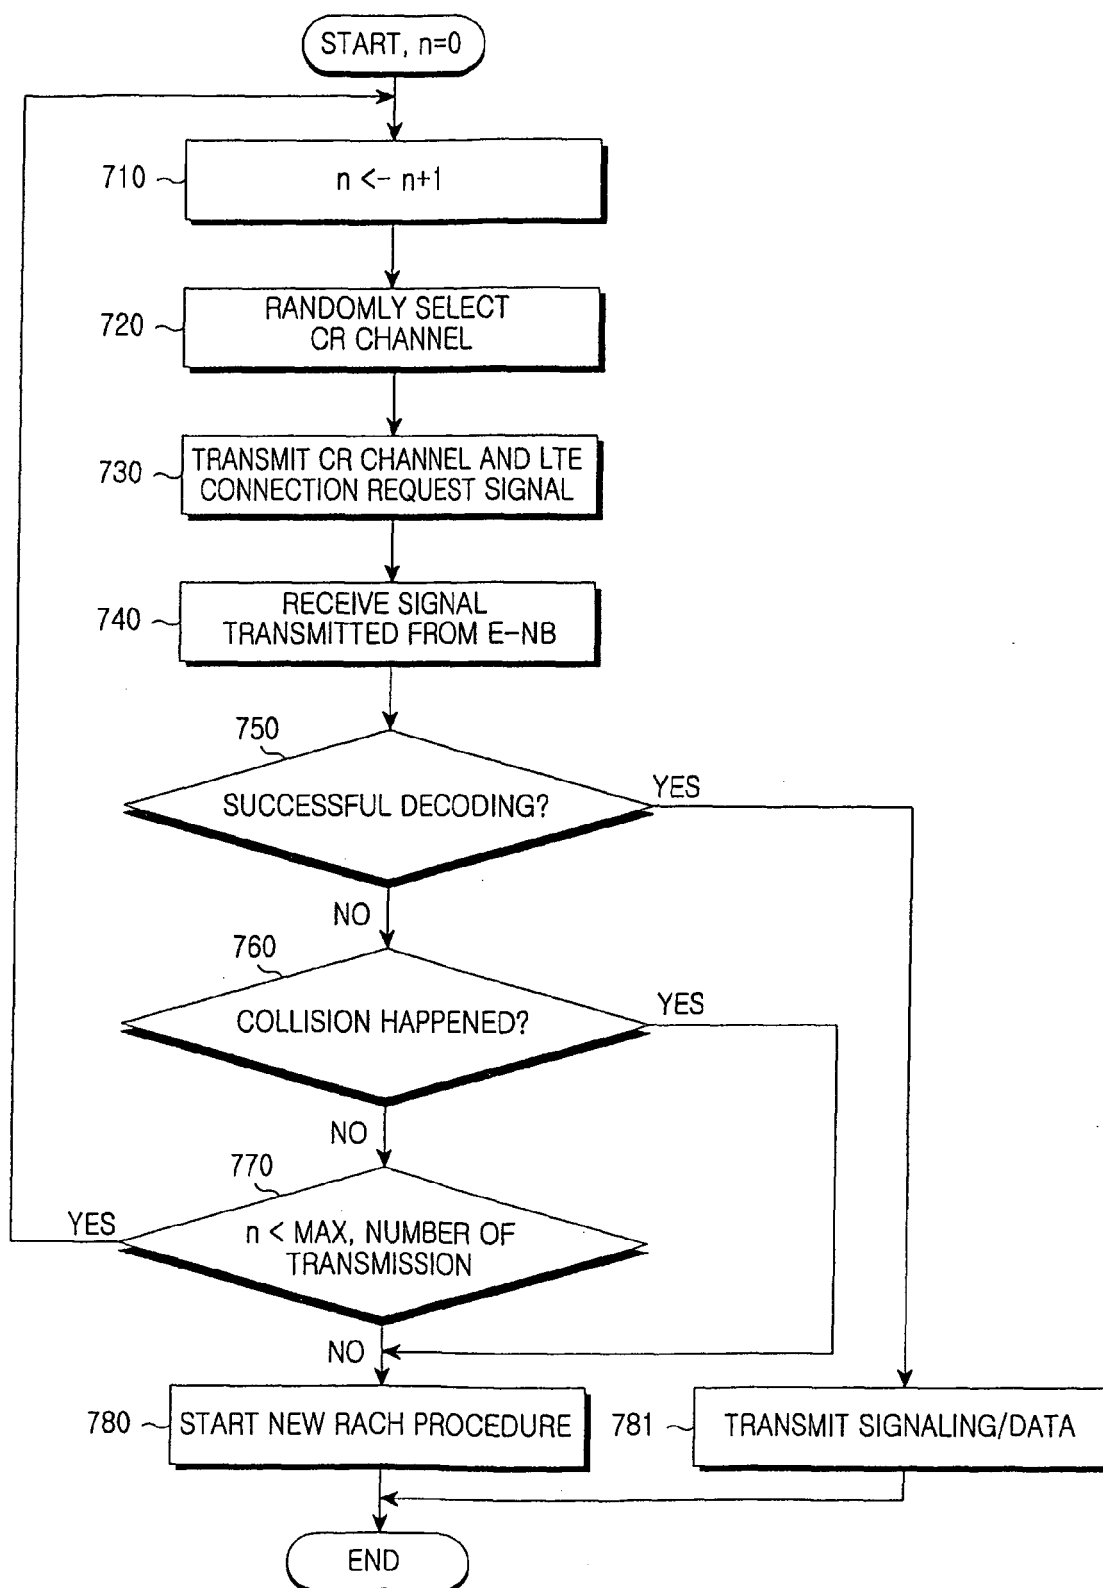 START, n=0
710
n <- n+1
720
RANDOMLY SELECT
CR CHANNEL
730
TRANSMIT CR CHANNEL AND LTE
CONNECTION REQUEST SIGNAL
740
RECEIVE SIGNAL
TRANSMITTED FROM E-NB
750
YES
SUCCESSFUL DECODING?
NO
760
YES
COLLISION HAPPENED?
NO
770
YES
n < MAX, NUMBER OF
TRANSMISSION
NO
780
START NEW RACH PROCEDURE
781
TRANSMIT SIGNALING/DATA
END